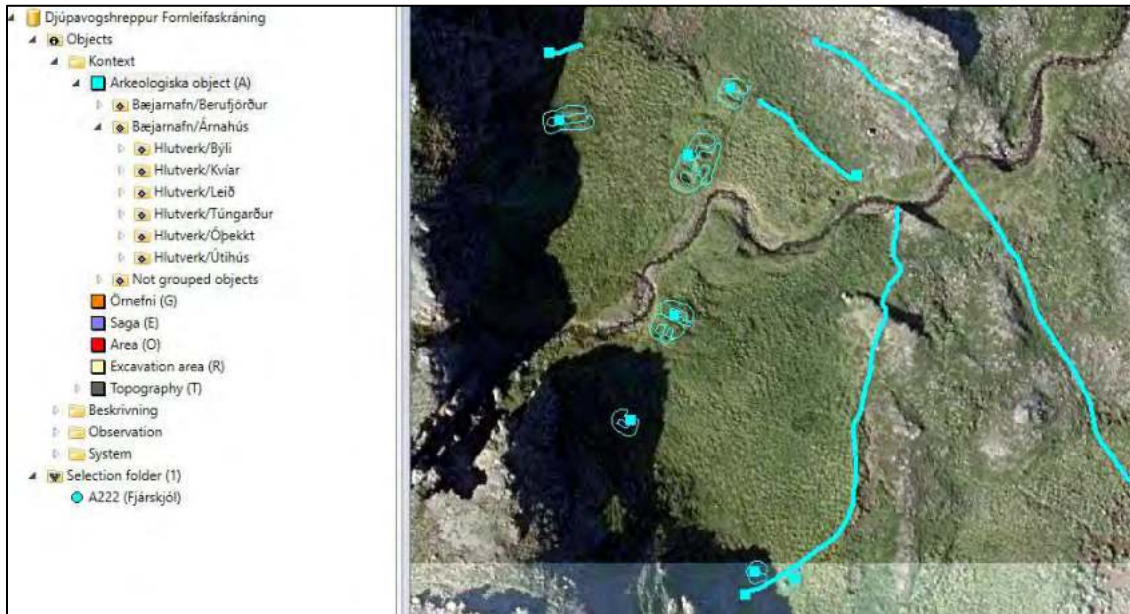 Djúpavogshreppur Fornleifaskráning
Objects
Kontext
Arkeologiska object (A)
Bæjarnafn/Berufjörður
Bæjarnafn/Árnahús
Hlutverk/Býli
Hlutverk/Kvíar
Hlutverk/Leið
Hlutverk/Túngarður
Hlutverk/Óþekkt
Hlutverk/Útihús
Not grouped objects
Örnefni (G)
Saga (E)
Area (O)
Excavation area (R)
Topography (T)
Beskrivning
Observation
System
Selection folder (1)
A222 (Fjárskjól)